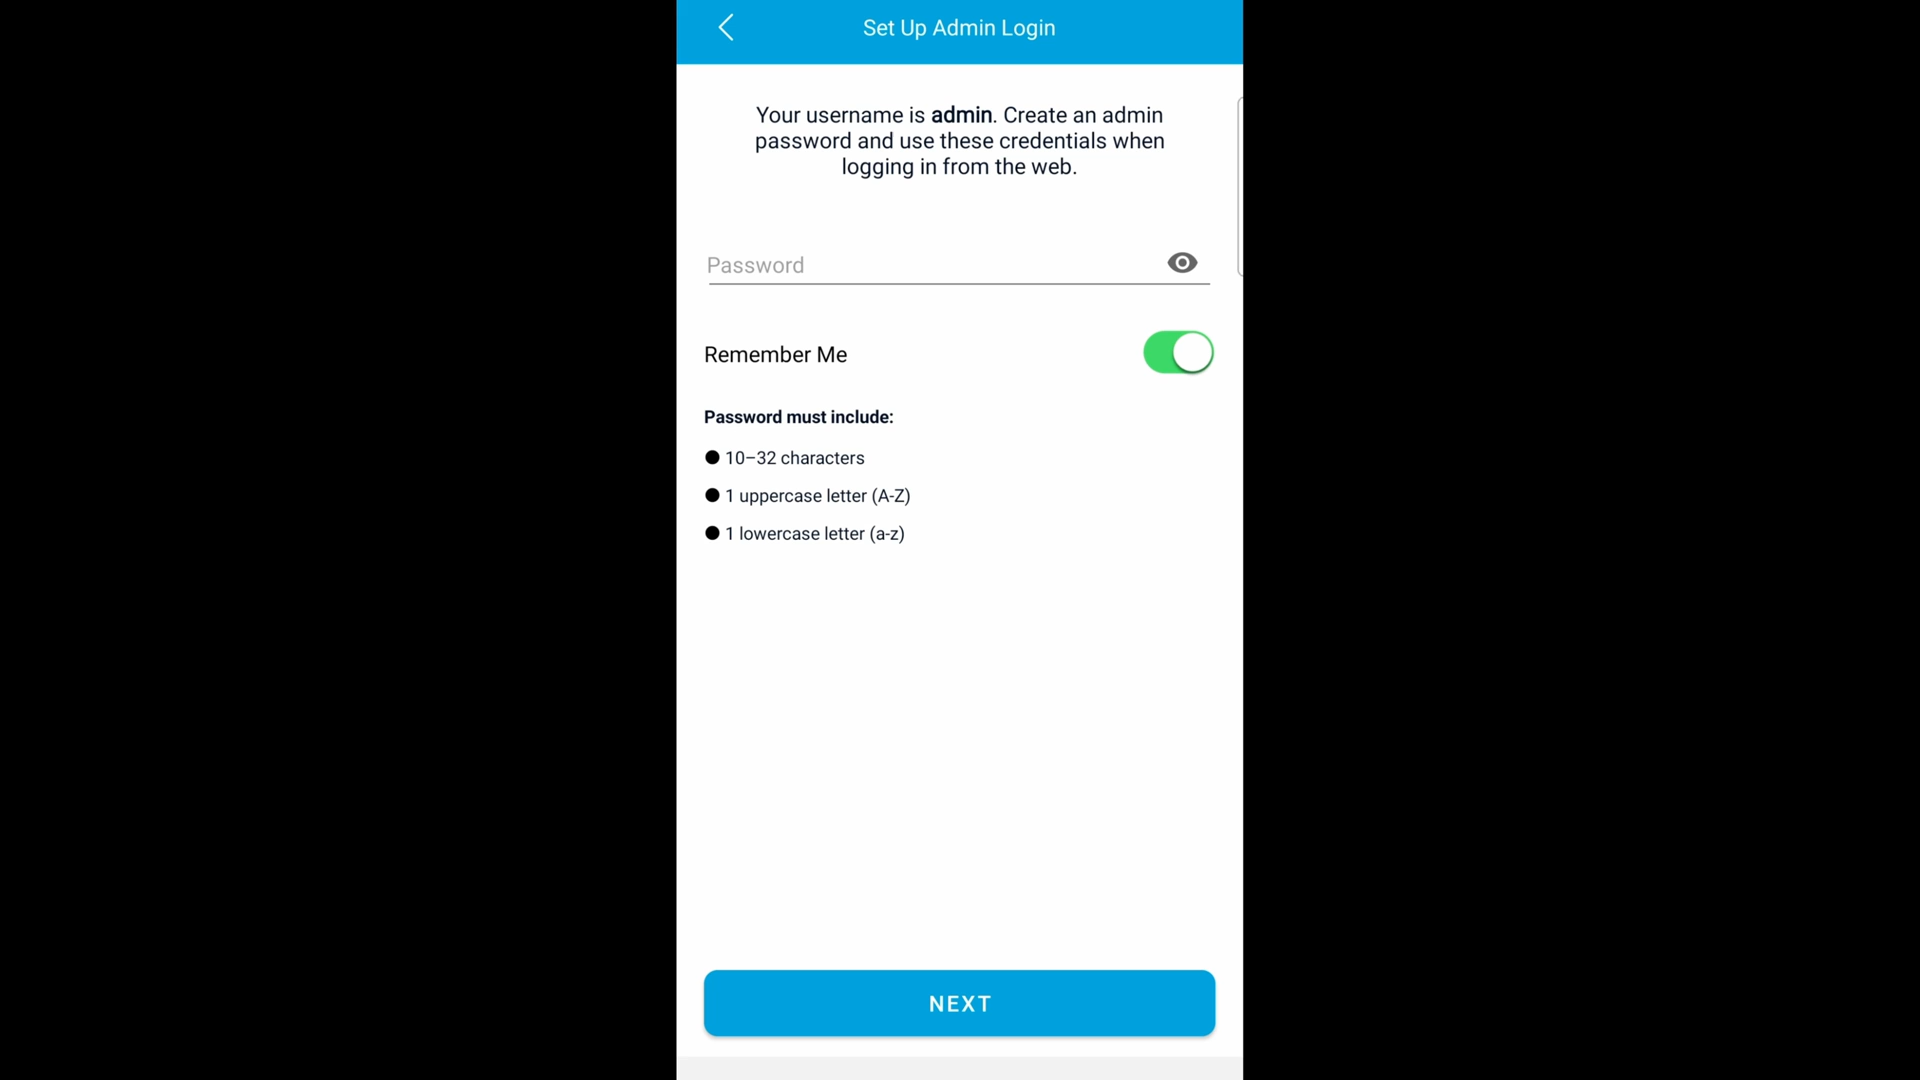 Set Up Admin Login
Your username is admin. Create an admin
password and use these credentials when
logging in from the web.
Password
Remember Me
Password must include:
● 10–32 characters
● 1 uppercase letter (A-Z)
● 1 lowercase letter (a-z)
NEXT